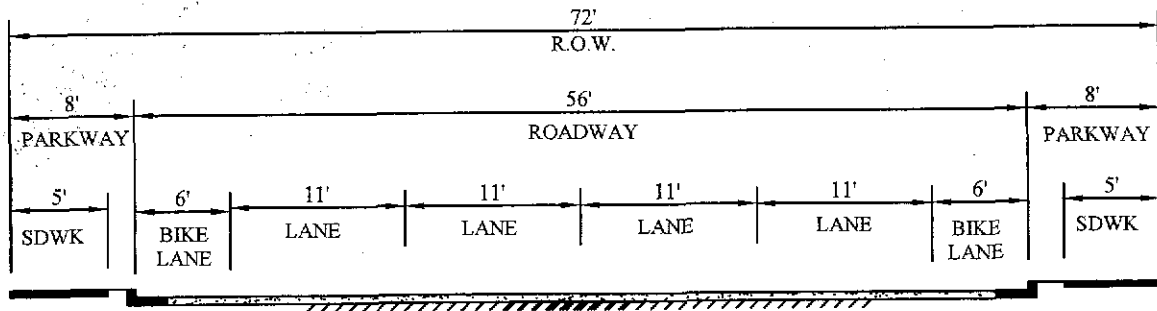 72'
R.O.W.
8'
56'
8'
PARKWAY
ROADWAY
PARKWAY
5'
6'
11'
11'
11'
11'
6'
5'
SDWK
BIKE
LANE
LANE
LANE
LANE
LANE
BIKE
LANE
SDWK